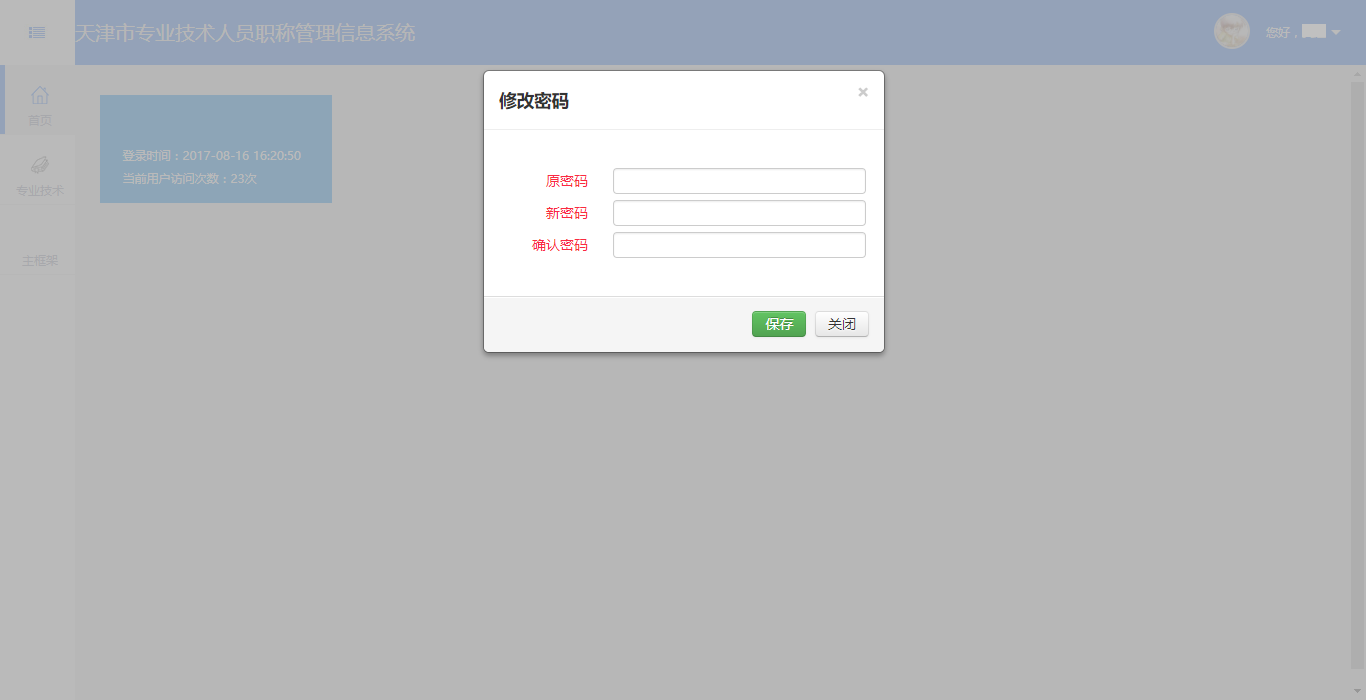 天津市专业技术人员职称管理信息系统
您好，
首页
专业技术
主框架
登录时间：2017-08-16 16:20:50
当前用户访问次数：23次
修改密码
×
原密码
新密码
确认密码
保存 关闭